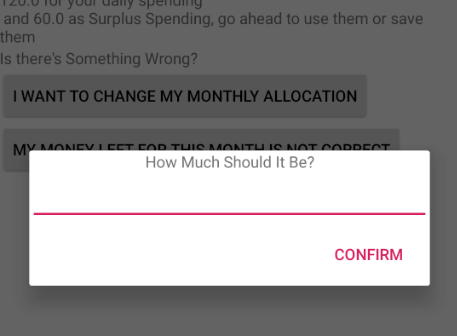 120.0 for your daily spending
and 60.0 as Surplus Spending, go ahead to use them or save
them
Is there's Something Wrong?
I WANT TO CHANGE MY MONTHLY ALLOCATION
MY MONEY LEFT FOR THIS MONTH IS NOT CORRECT
How Much Should It Be?
CONFIRM